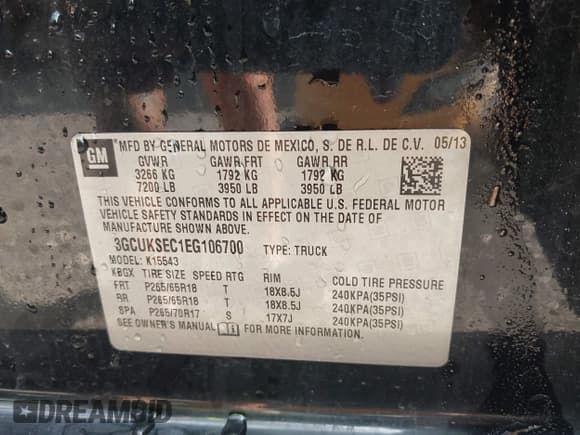 GM
MFD BY GENERAL MOTORS DE MEXICO, S. DE R.L. DE C.V. 05/13
GVWR GAWR FRT GAWR RR
3266 KG 1792 KG 1792 KG
7200 LB 3950 LB 3950 LB
THIS VEHICLE CONFORMS TO ALL APPLICABLE U.S. FEDERAL MOTOR
VEHICLE SAFETY STANDARDS IN EFFECT ON THE DATE OF
MANUFACTURE SHOWN ABOVE.
3GCUKSEC1EG106700 TYPE: TRUCK
MODEL: K15543
KBGX TIRE SIZE SPEED RTG RIM COLD TIRE PRESSURE
FRT P265/65R18 T 18X8.5J 240KPA(35PSI)
RR P265/65R18 T 18X8.5J 240KPA(35PSI)
SPA P265/70R17 S 17X7J 240KPA(35PSI)
SEE OWNER'S MANUAL i FOR MORE INFORMATION.
DREAMBID